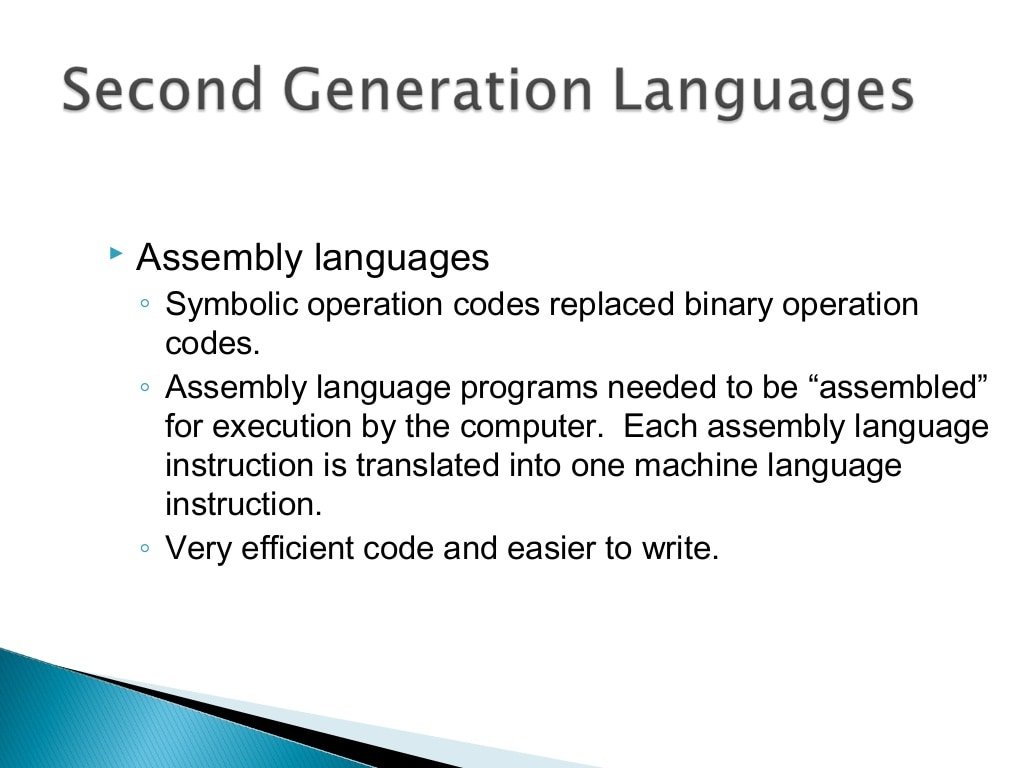 Second Generation Languages
Assembly languages
Symbolic operation codes replaced binary operation
codes.
Assembly language programs needed to be “assembled”
for execution by the computer.  Each assembly language
instruction is translated into one machine language
instruction.
Very efficient code and easier to write.